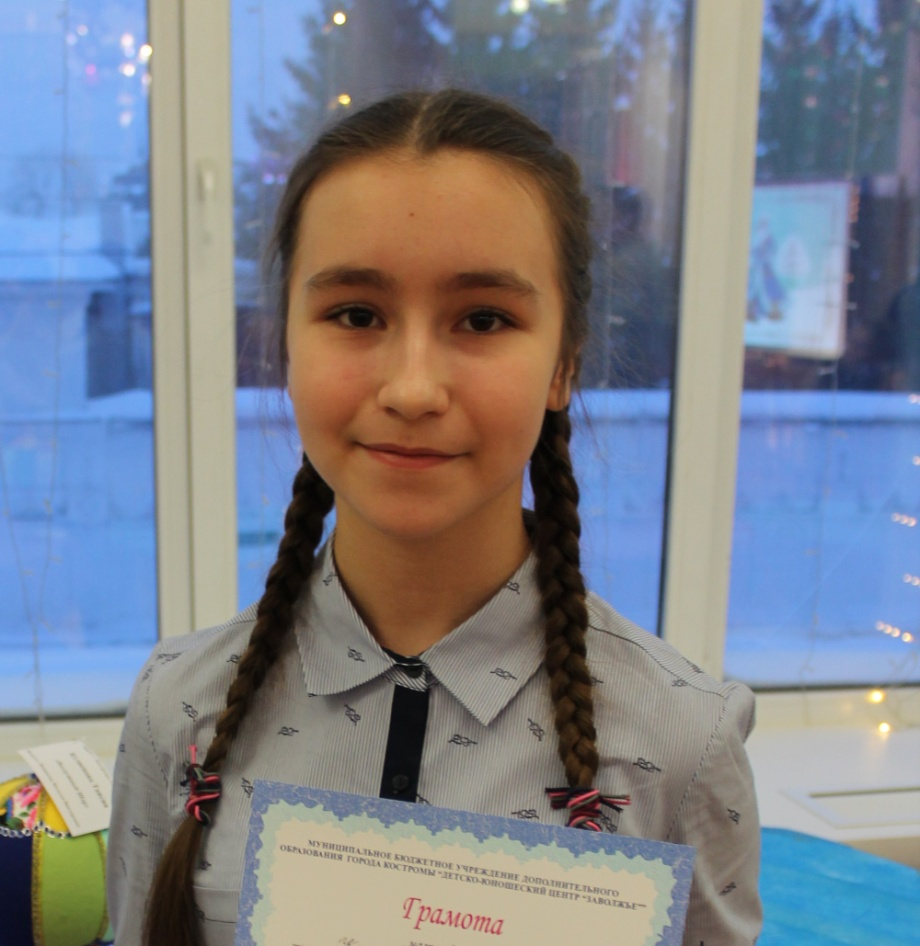 МУНИЦИПАЛЬНОЕ БЮДЖЕТНОЕ УЧРЕЖДЕНИЕ ДОПОЛНИТЕЛЬНОГО
ОБРАЗОВАНИЯ ГОРОДА КОСТРОМЫ "ДЕТСКО-ЮНОШЕСКИЙ ЦЕНТР "ЗАВОЛЖЬЕ""
Грамота